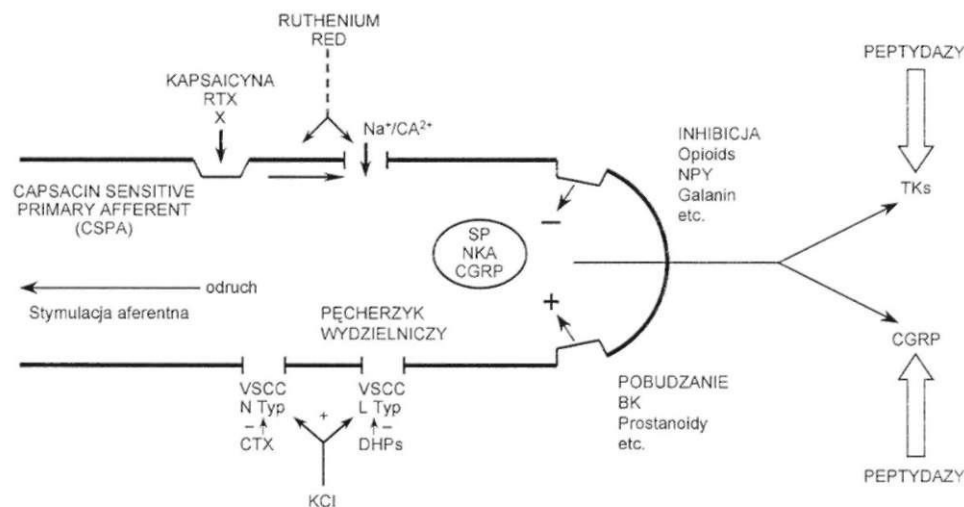 RUTHENIUM
RED
PEPTYDAZY
KAPSAICYNA
RTX
X
Na⁺/CA²⁺
INHIBICJA
Opioids
NPY
Galanin
etc.
CAPSACIN SENSITIVE
PRIMARY AFFERENT
(CSPA)
TKs
−
SP
NKA
CGRP
odruch
Stymulacja aferentna
+
PĘCHERZYK
WYDZIELNICZY
CGRP
VSCC
N Typ
VSCC
L Typ
+
− −
CTX
DHPs
KCl
POBUDZANIE
BK
Prostanoidy
etc.
PEPTYDAZY